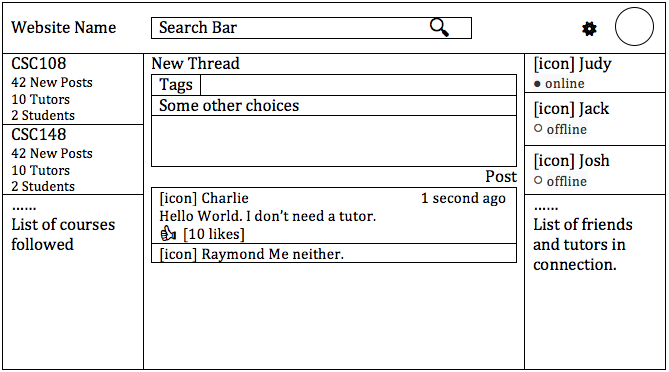 Website Name
Search Bar
CSC108
42 New Posts
10 Tutors
2 Students
CSC148
42 New Posts
10 Tutors
2 Students
......
List of courses
followed
New Thread
Tags
Some other choices
Post
[icon] Charlie 1 second ago
Hello World. I don't need a tutor.
[10 likes]
[icon] Raymond Me neither.
[icon] Judy
online
[icon] Jack
offline
[icon] Josh
offline
......
List of friends
and tutors in
connection.